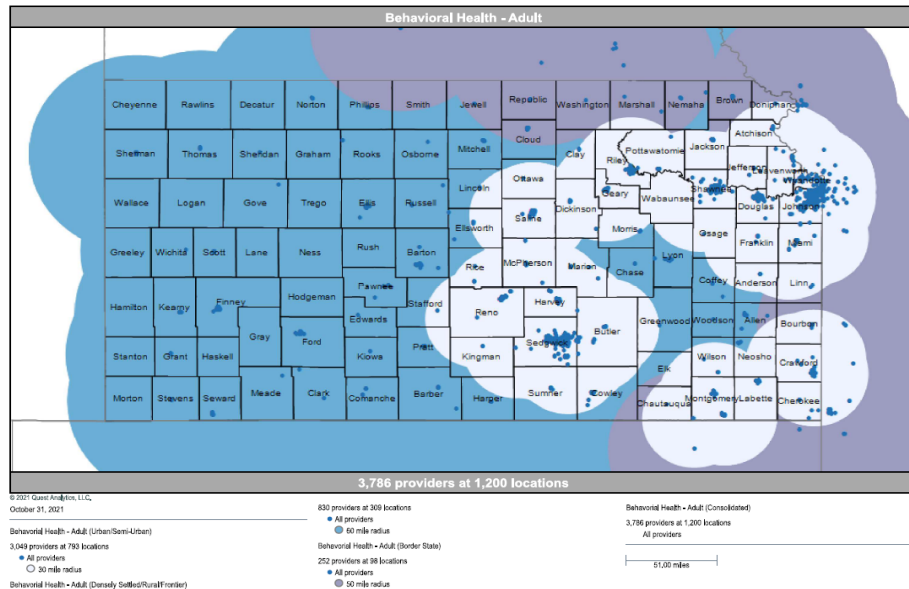 Behavioral Health - Adult
Cheyenne Rawlins Decatur Norton Phillips Smith Jewell Republic Washington Marshall Nemaha Brown Doniphan
Sherman Thomas Sheridan Graham Rooks Osborne Mitchell Cloud Clay Riley Pottawatomie Jackson Atchison
Jefferson Leavenworth Wyandotte
Wallace Logan Gove Trego Ellis Russell Lincoln Ottawa Saline Dickinson Geary Wabaunsee Shawnee Douglas Johnson
Greeley Wichita Scott Lane Ness Rush Barton Ellsworth McPherson Marion Morris Osage Franklin Miami
Rice Chase Lyon Coffey Anderson Linn
Hamilton Kearny Finney Hodgeman Pawnee Stafford Reno Harvey Butler Greenwood Woodson Allen Bourbon
Gray Ford Edwards Sedgwick
Stanton Grant Haskell Kiowa Pratt Kingman Elk Wilson Neosho Crawford
Morton Stevens Seward Meade Clark Comanche Barber Harper Sumner Cowley Chautauqua Montgomery Labette Cherokee
3,786 providers at 1,200 locations
© 2021 Quest Analytics, LLC.
October 31, 2021
Behavorial Health - Adult (Urban/Semi-Urban)
3,049 providers at 793 locations
All providers
30 mile radius
Behavorial Health - Adult (Densely Settled/Rural/Frontier)
830 providers at 309 locations
All providers
60 mile radius
Behavorial Health - Adult (Border State)
252 providers at 98 locations
All providers
50 mile radius
Behavorial Health - Adult (Consolidated)
3,786 providers at 1,200 locations
All providers
51,00 miles